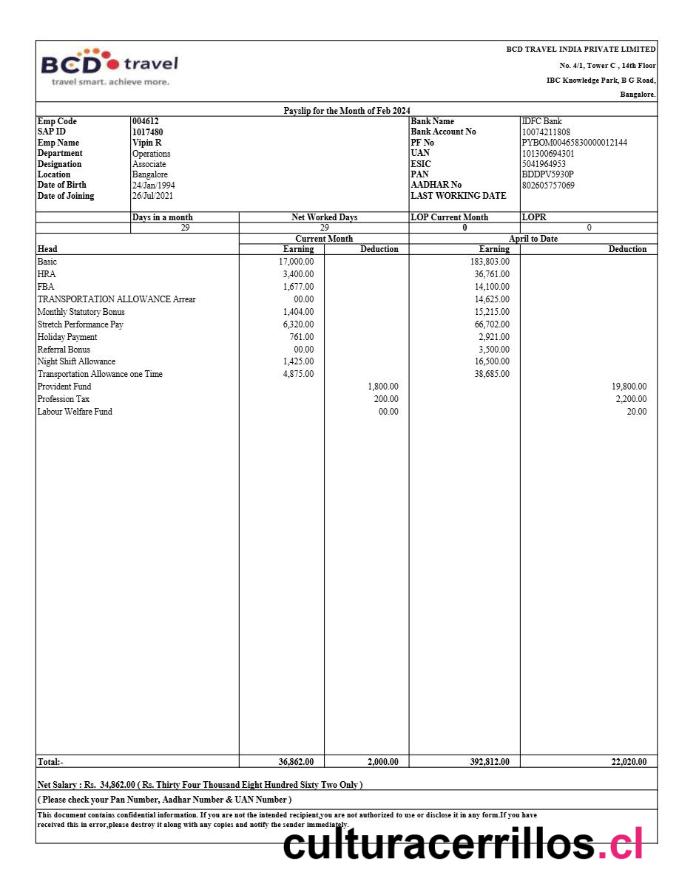 BCD travel
travel smart. achieve more.
BCD TRAVEL INDIA PRIVATE LIMITED
No. 4/1, Tower C , 14th Floor
IBC Knowledge Park, B G Road,
Bangalore.
Payslip for the Month of Feb 2024
Emp Code 004612 Bank Name IDFC Bank
SAP ID 1017480 Bank Account No 10074211808
Emp Name Vipin R PF No PYBOM00465830000012144
Department Operations UAN 101300694301
Designation Associate ESIC 5041964953
Location Bangalore PAN BDDPV5930P
Date of Birth 24/Jan/1994 AADHAR No 802605757069
Date of Joining 26/Jul/2021 LAST WORKING DATE
Days in a month Net Worked Days LOP Current Month LOPR
29 29 0 0
Current Month April to Date
Head Earning Deduction Earning Deduction
Basic 17,000.00 183,803.00
HRA 3,400.00 36,761.00
FBA 1,677.00 14,100.00
TRANSPORTATION ALLOWANCE Arrear 00.00 14,625.00
Monthly Statutory Bonus 1,404.00 15,215.00
Stretch Performance Pay 6,320.00 66,702.00
Holiday Payment 761.00 2,921.00
Referral Bonus 00.00 3,500.00
Night Shift Allowance 1,425.00 16,500.00
Transportation Allowance one Time 4,875.00 38,685.00
Provident Fund 1,800.00 19,800.00
Profession Tax 200.00 2,200.00
Labour Welfare Fund 00.00 20.00
Total:- 36,862.00 2,000.00 392,812.00 22,020.00
Net Salary : Rs. 34,862.00 ( Rs. Thirty Four Thousand Eight Hundred Sixty Two Only )
( Please check your Pan Number, Aadhar Number & UAN Number )
This document contains confidential information. If you are not the intended recipient,you are not authorized to use or disclose it in any form.If you have
received this in error,please destroy it along with any copies and notify the sender immediately.
culturacerrillos.cl